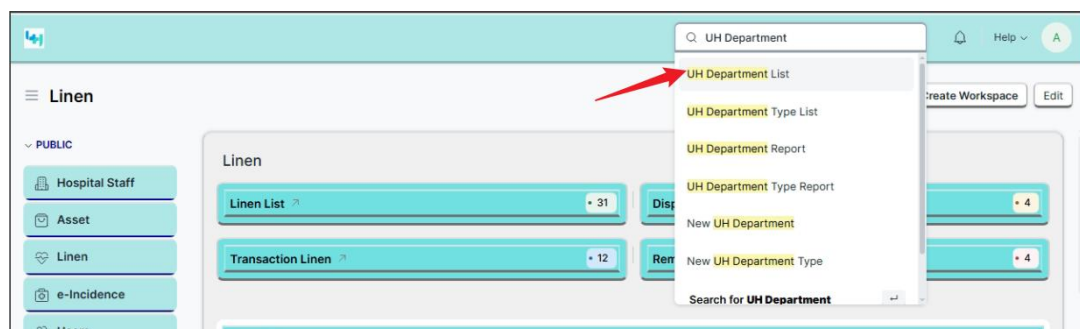 UH Department
Help
A
Linen
Create Workspace
Edit
UH Department List
UH Department Type List
UH Department Report
UH Department Type Report
New UH Department
New UH Department Type
Search for UH Department
PUBLIC
Hospital Staff
Asset
Linen
e-Incidence
Linen
Linen List
31
4
Transaction Linen
12
4